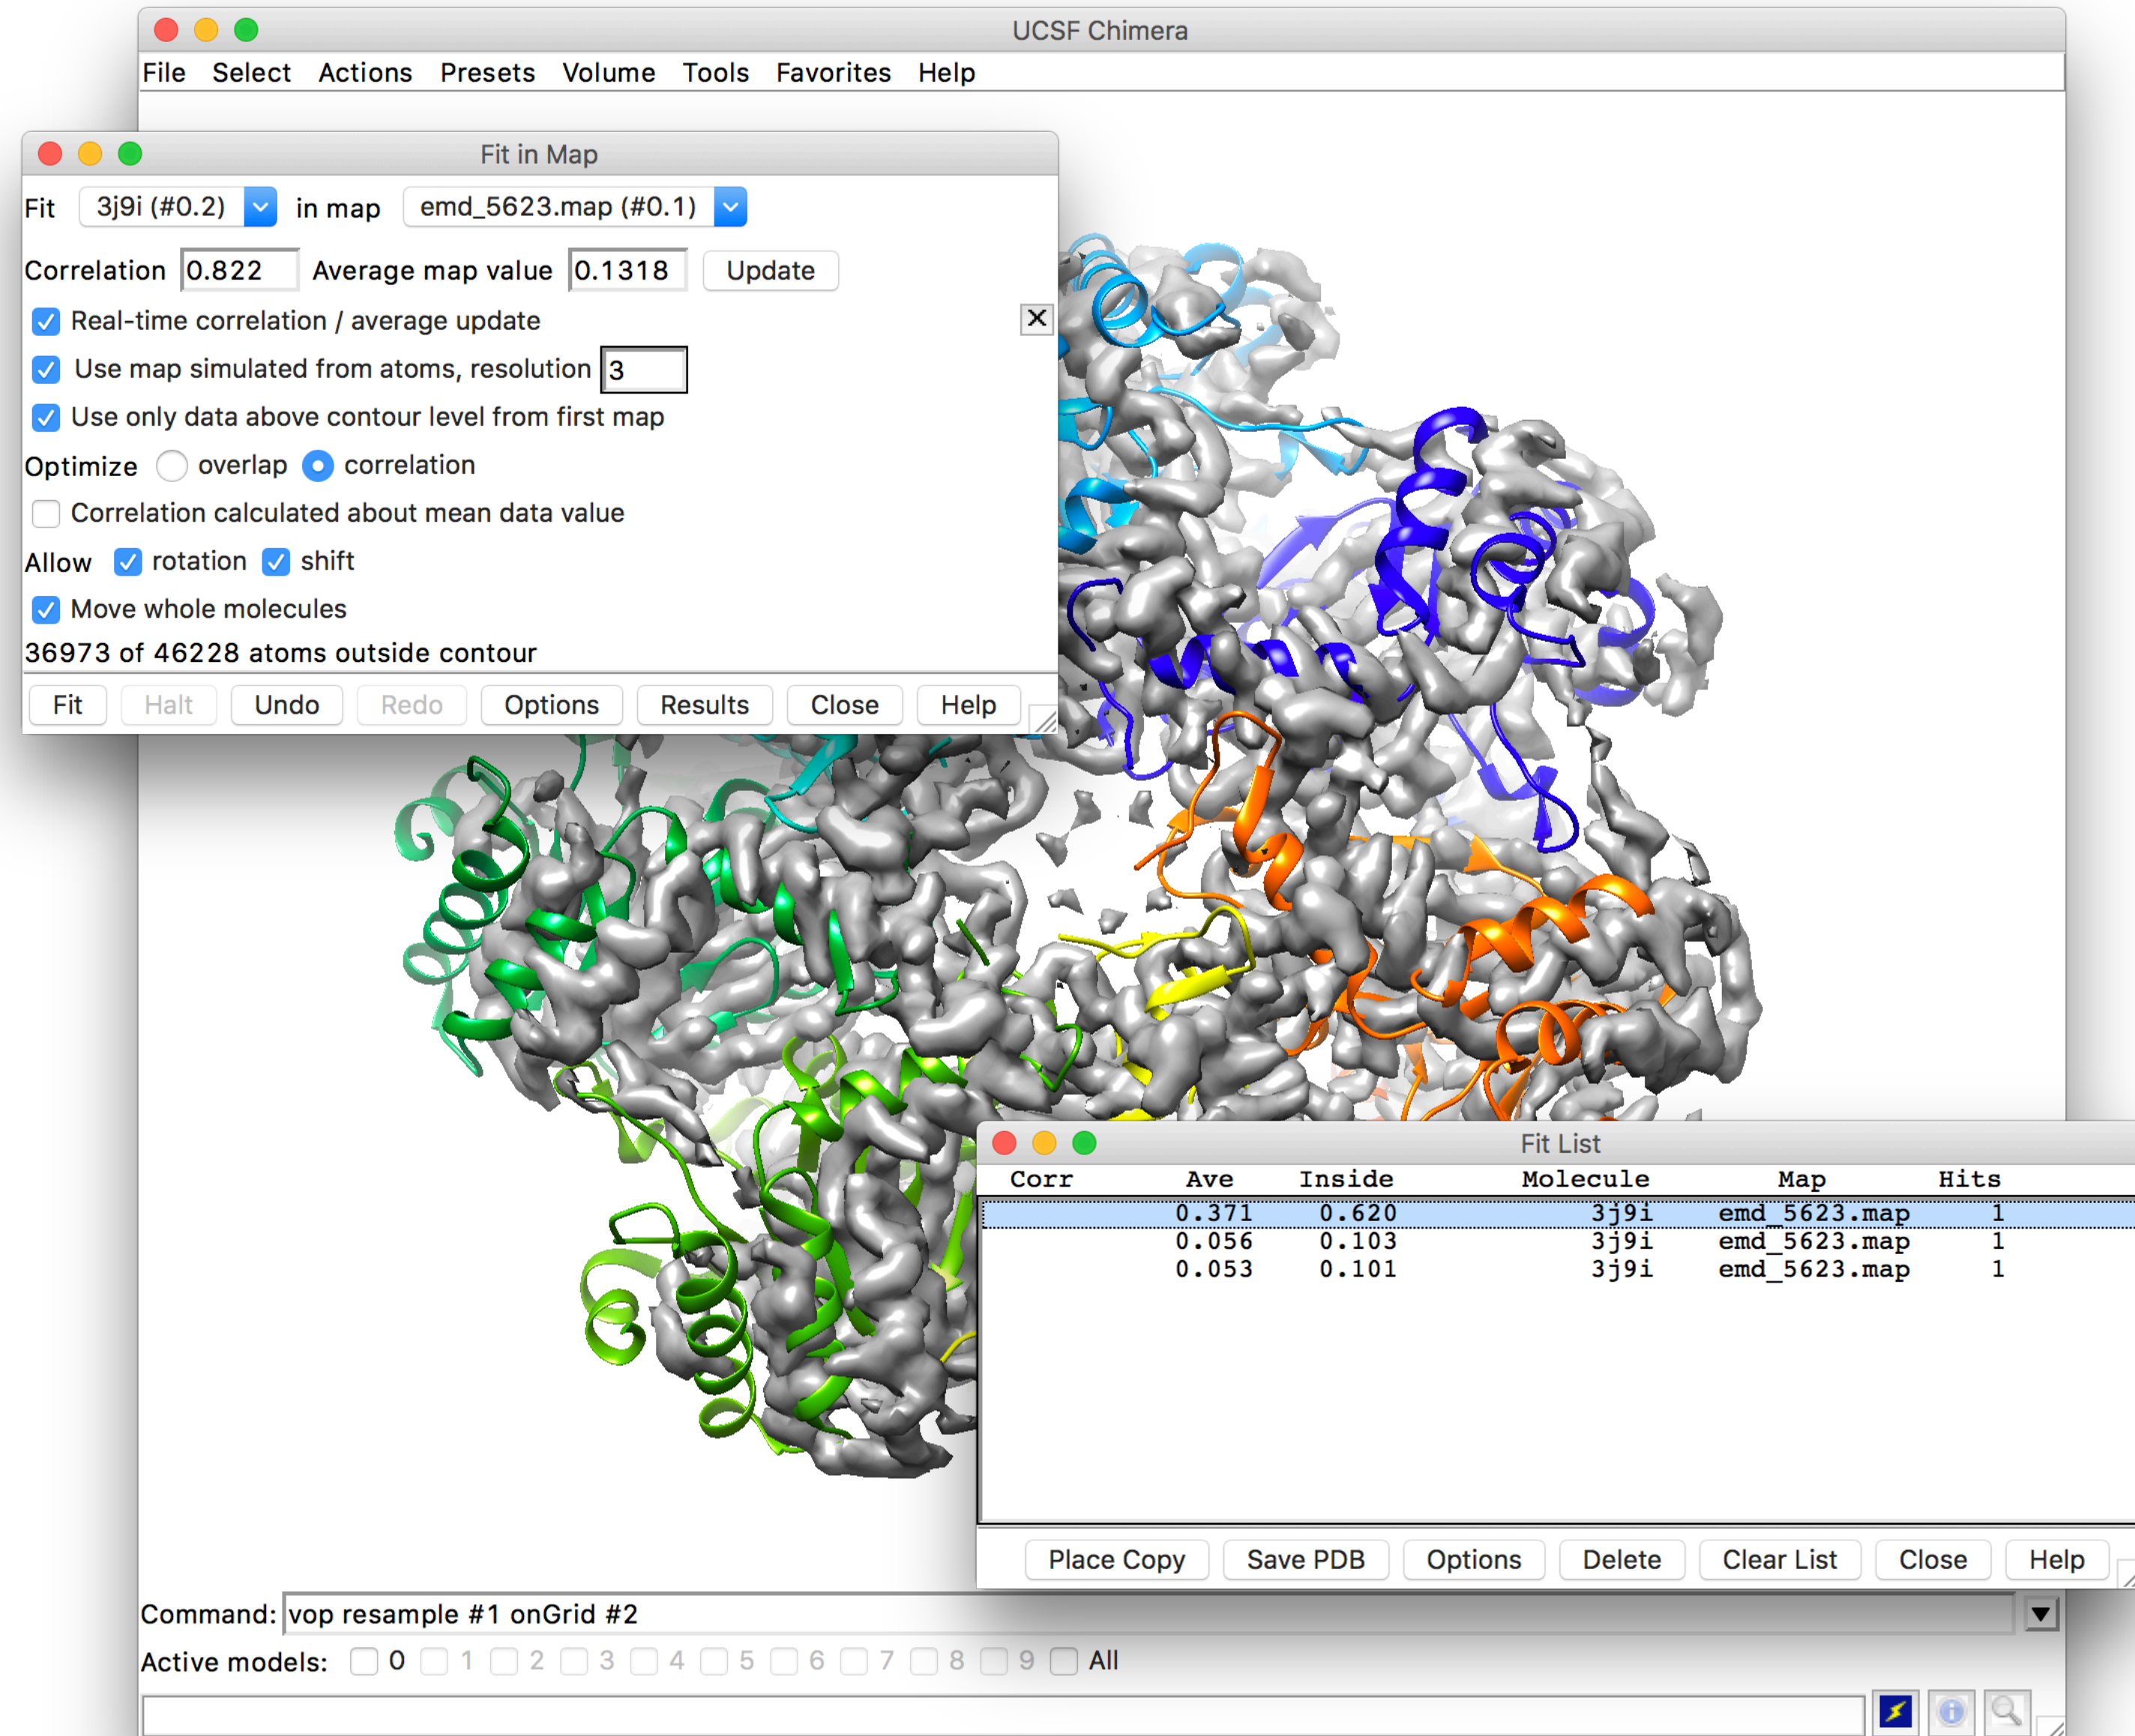 UCSF Chimera
File Select Actions Presets Volume Tools Favorites Help
Fit in Map
Fit 3j9i (#0.2) in map emd_5623.map (#0.1)
Correlation 0.822 Average map value 0.1318 Update
Real-time correlation / average update
Use map simulated from atoms, resolution 3
Use only data above contour level from first map
Optimize overlap correlation
Correlation calculated about mean data value
Allow rotation shift
Move whole molecules
36973 of 46228 atoms outside contour
Fit Halt Undo Redo Options Results Close Help
Fit List
Corr Ave Inside Molecule Map Hits
0.371 0.620 3j9i emd_5623.map 1
0.056 0.103 3j9i emd_5623.map 1
0.053 0.101 3j9i emd_5623.map 1
Place Copy Save PDB Options Delete Clear List Close Help
Command: vop resample #1 onGrid #2
Active models: 0 1 2 3 4 5 6 7 8 9 All